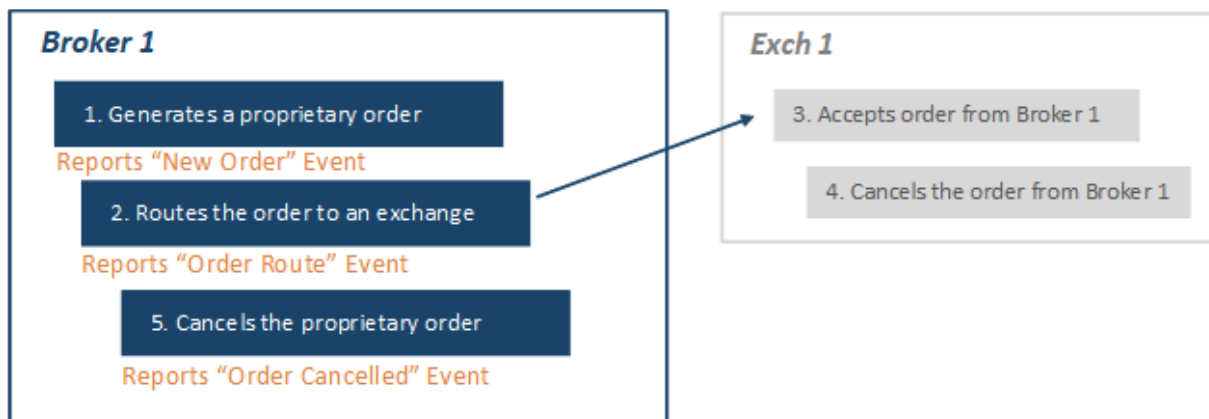 Broker 1
1. Generates a proprietary order
Reports “New Order” Event
2. Routes the order to an exchange
Reports “Order Route” Event
5. Cancels the proprietary order
Reports “Order Cancelled” Event
Exch 1
3. Accepts order from Broker 1
4. Cancels the order from Broker 1